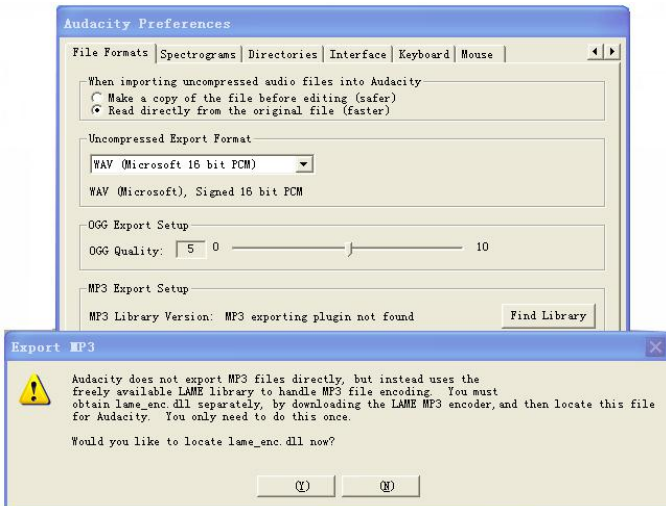 Audacity Preferences
File Formats Spectrograms Directories Interface Keyboard Mouse
When importing uncompressed audio files into Audacity
Make a copy of the file before editing (safer)
Read directly from the original file (faster)
Uncompressed Export Format
WAV (Microsoft 16 bit PCM)
WAV (Microsoft), Signed 16 bit PCM
OGG Export Setup
OGG Quality: 5 0 10
MP3 Export Setup
MP3 Library Version: MP3 exporting plugin not found Find Library
Export MP3
Audacity does not export MP3 files directly, but instead uses the
freely available LAME library to handle MP3 file encoding. You must
obtain lame_enc.dll separately, by downloading the LAME MP3 encoder, and then locate this file
for Audacity. You only need to do this once.
Would you like to locate lame_enc.dll now?
(Y) (N)